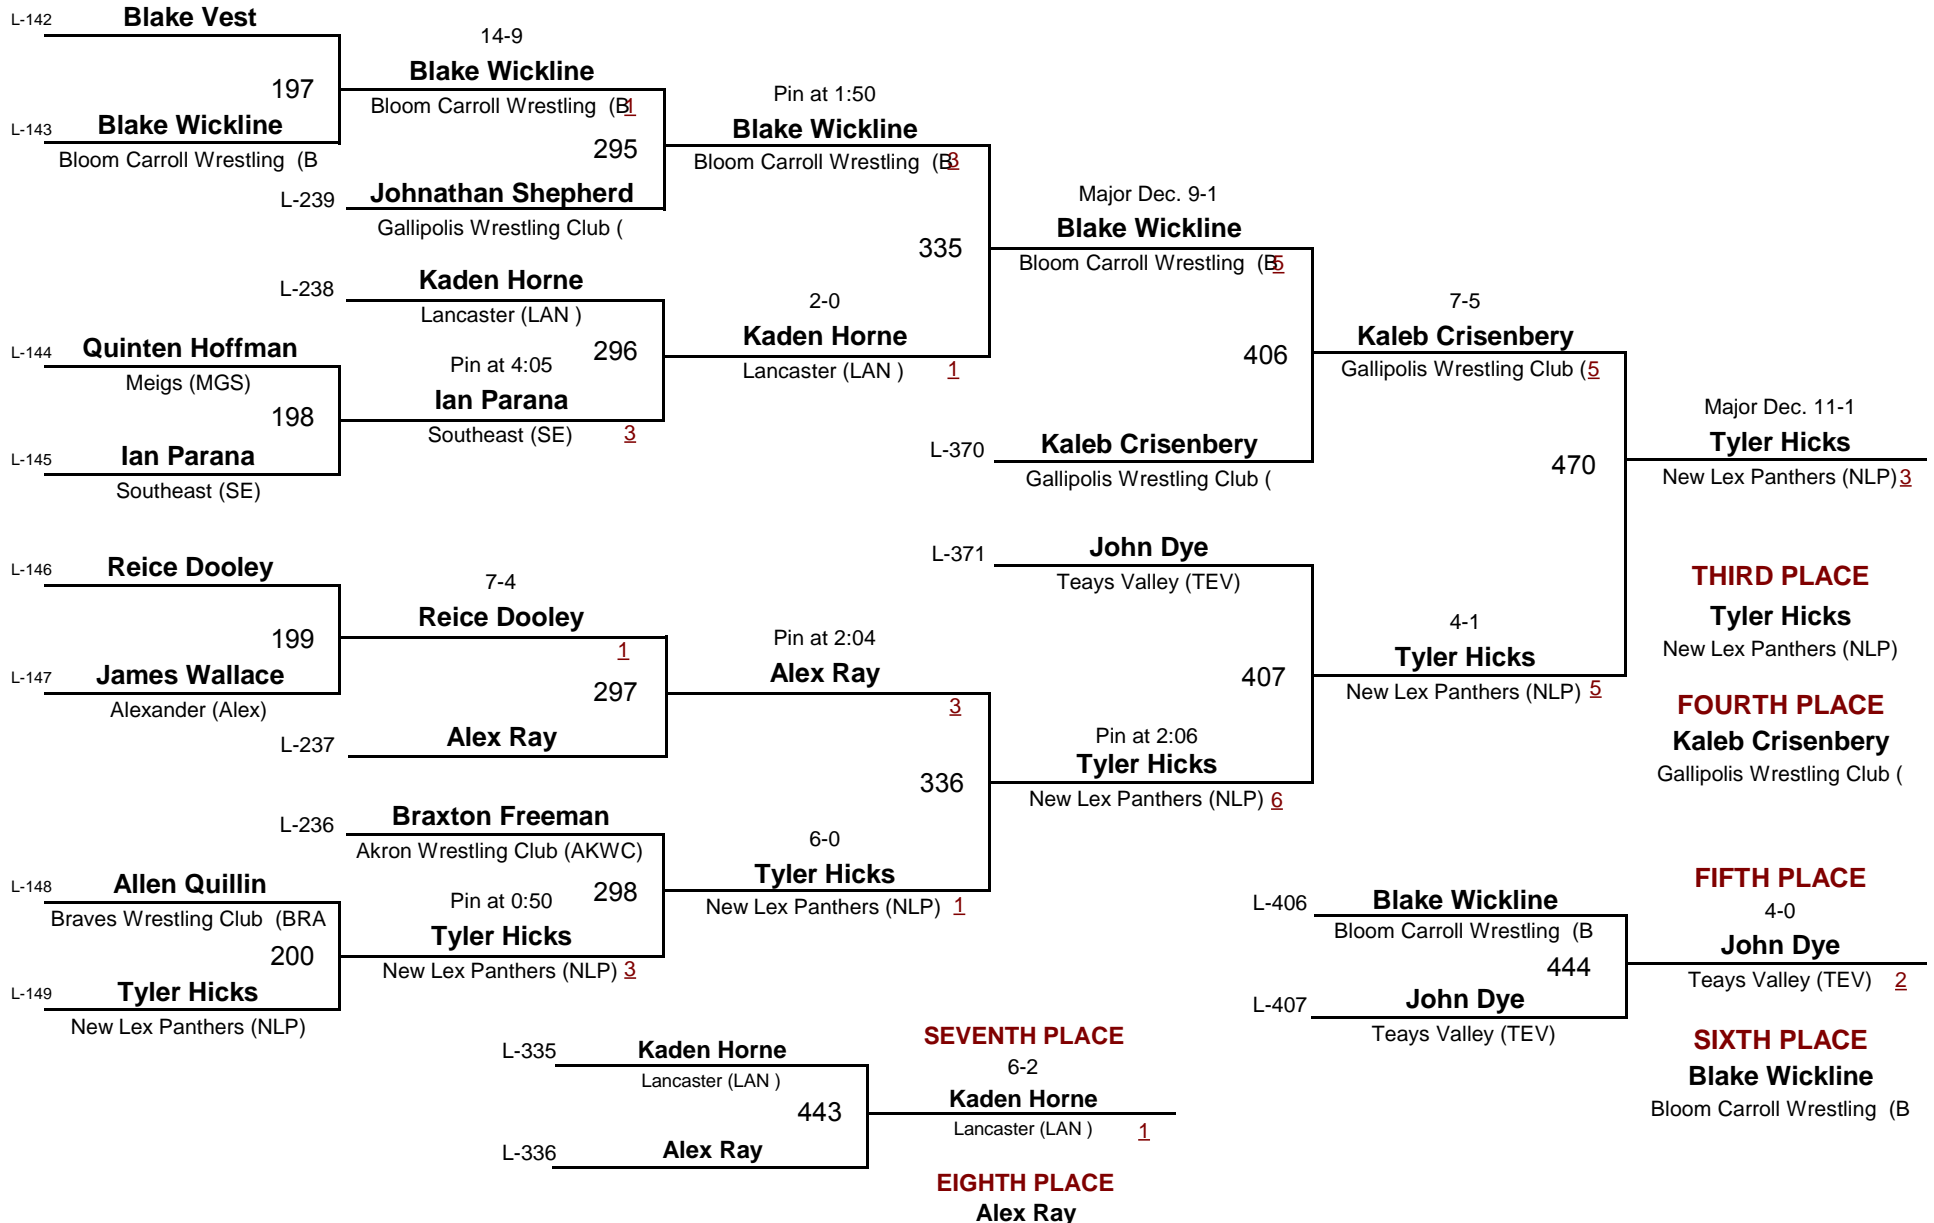 L-142 Blake Vest
14-9
Blake Wickline
197
Bloom Carroll Wrestling (B 1
Pin at 1:50
L-143 Blake Wickline
Blake Wickline
Bloom Carroll Wrestling (B
295
Bloom Carroll Wrestling (B 3
L-239 Johnathan Shepherd
Major Dec. 9-1
Gallipolis Wrestling Club (
Blake Wickline
335
Bloom Carroll Wrestling (B 5
L-238 Kaden Horne
Lancaster (LAN )
2-0
7-5
L-144 Quinten Hoffman
Kaden Horne
Kaleb Crisenbery
Pin at 4:05
296
406
Meigs (MGS)
Lancaster (LAN ) 1
Gallipolis Wrestling Club ( 5
Ian Parana
198
Major Dec. 11-1
Southeast (SE) 3
L-370 Kaleb Crisenbery
Tyler Hicks
L-145 Ian Parana
470
Gallipolis Wrestling Club (
New Lex Panthers (NLP) 3
Southeast (SE)
L-371 John Dye
L-146 Reice Dooley
7-4
Teays Valley (TEV)
THIRD PLACE
Reice Dooley
Tyler Hicks
199
Pin at 2:04
4-1
1
New Lex Panthers (NLP)
L-147 James Wallace
Alex Ray
Tyler Hicks
297
407
New Lex Panthers (NLP) 5
Alexander (Alex)
3
FOURTH PLACE
L-237 Alex Ray
Pin at 2:06
Kaleb Crisenbery
Tyler Hicks
Gallipolis Wrestling Club (
336
New Lex Panthers (NLP) 6
L-236 Braxton Freeman
6-0
Akron Wrestling Club (AKWC)
L-148 Allen Quillin
Tyler Hicks
FIFTH PLACE
Pin at 0:50
298
New Lex Panthers (NLP) 1
L-406 Blake Wickline
4-0
Braves Wrestling Club (BRA
Tyler Hicks
Bloom Carroll Wrestling (B
John Dye
200
New Lex Panthers (NLP) 3
444
L-149 Tyler Hicks
L-407 John Dye
Teays Valley (TEV) 2
New Lex Panthers (NLP)
Teays Valley (TEV)
SEVENTH PLACE
SIXTH PLACE
L-335 Kaden Horne
6-2
Blake Wickline
Lancaster (LAN )
Kaden Horne
Bloom Carroll Wrestling (B
443
Lancaster (LAN ) 1
L-336 Alex Ray
EIGHTH PLACE
Alex Ray